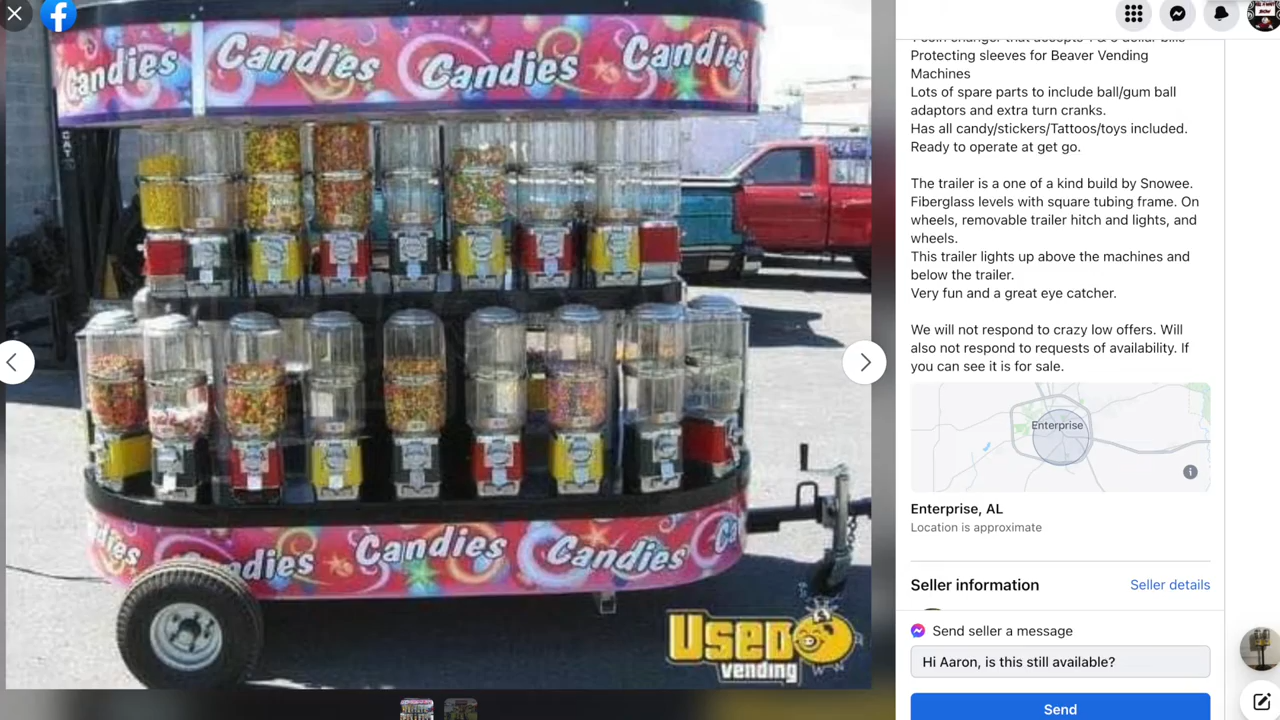 Candies
Candies
Candies
Candies
CAT
Candies
Candies
Used
vending
Protecting sleeves for Beaver Vending
Machines
Lots of spare parts to include ball/gum ball
adaptors and extra turn cranks.
Has all candy/stickers/Tattoos/toys included.
Ready to operate at get go.
The trailer is a one of a kind build by Snowee.
Fiberglass levels with square tubing frame. On
wheels, removable trailer hitch and lights, and
wheels.
This trailer lights up above the machines and
below the trailer.
Very fun and a great eye catcher.
We will not respond to crazy low offers. Will
also not respond to requests of availability. If
you can see it is for sale.
Enterprise
Enterprise, AL
Location is approximate
Seller information
Seller details
Send seller a message
Hi Aaron, is this still available?
Send